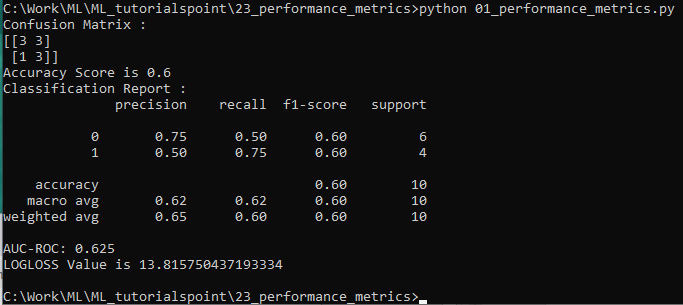 C:\Work\ML\ML_tutorialspoint\23_performance_metrics>python 01_performance_metrics.py
Confusion Matrix :
[[3 3]
 [1 3]]
Accuracy Score is 0.6
Classification Report :
              precision    recall  f1-score   support

           0       0.75      0.50      0.60         6
           1       0.50      0.75      0.60         4

    accuracy                           0.60        10
   macro avg       0.62      0.62      0.60        10
weighted avg       0.65      0.60      0.60        10

AUC-ROC: 0.625
LOGLOSS Value is 13.815750437193334

C:\Work\ML\ML_tutorialspoint\23_performance_metrics>